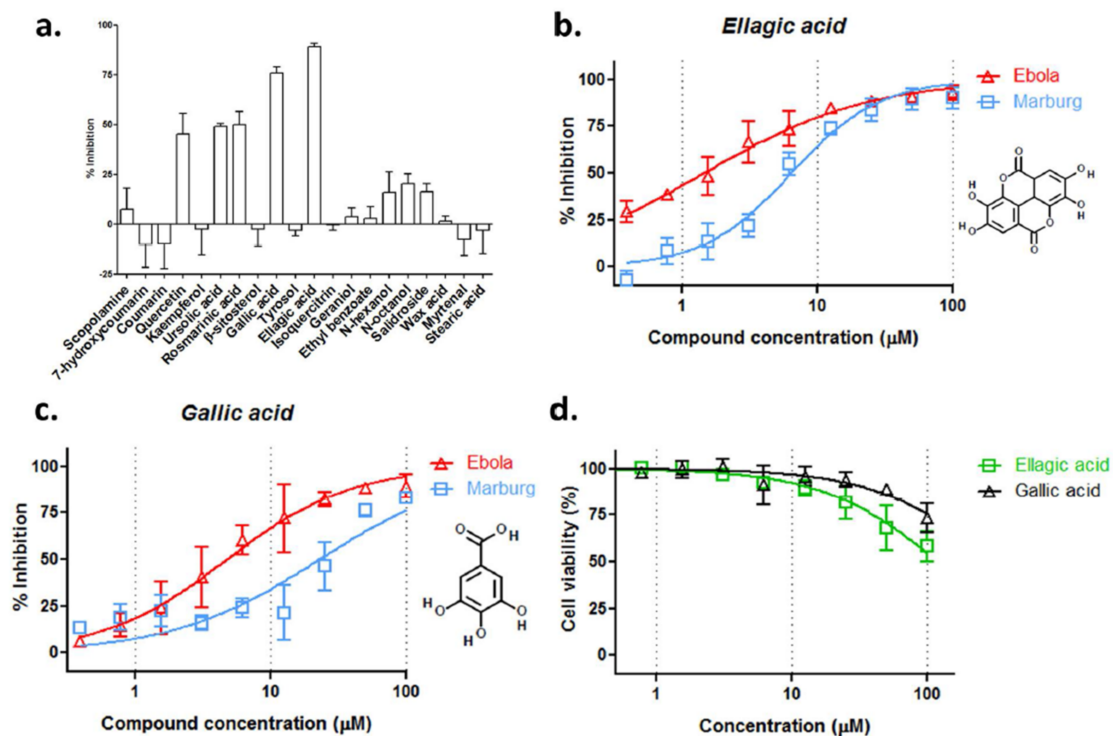 a.
% Inhibition
100
75
50
25
0
-25
Scopolamine
7-hydroxycoumarin
Coumarin
Quercetin
Kaempferol
Ursolic acid
Rosmarinic acid
β-sitosterol
Gallic acid
Tyrosol
Ellagic acid
Isoquercitrin
Geraniol
Ethyl benzoate
N-hexanol
N-octanol
Salidroside
Wax acid
Myrtenal
Stearic acid
b.
Ellagic acid
% Inhibition
100
75
50
25
0
1
10
100
Compound concentration (µM)
Ebola
Marburg
O
O
O
H
O
H
O
H
O
H
O
O
c.
Gallic acid
% Inhibition
100
75
50
25
0
1
10
100
Compound concentration (µM)
Ebola
Marburg
O
O
H
O
H
O
H
O
H
d.
Cell viability (%)
100
75
50
25
0
1
10
100
Concentration (µM)
Ellagic acid
Gallic acid